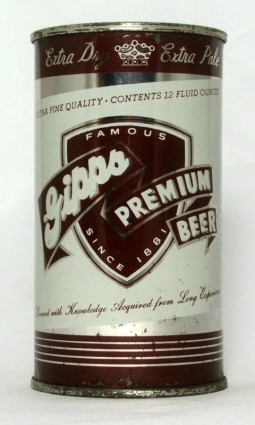 Extra Dry Extra Pale
EXTRA FINE QUALITY • CONTENTS 12 FLUID OUNCES
FAMOUS
Gipps
PREMIUM
BEER
SINCE 1881
Brewed with Knowledge Acquired from Long Experience